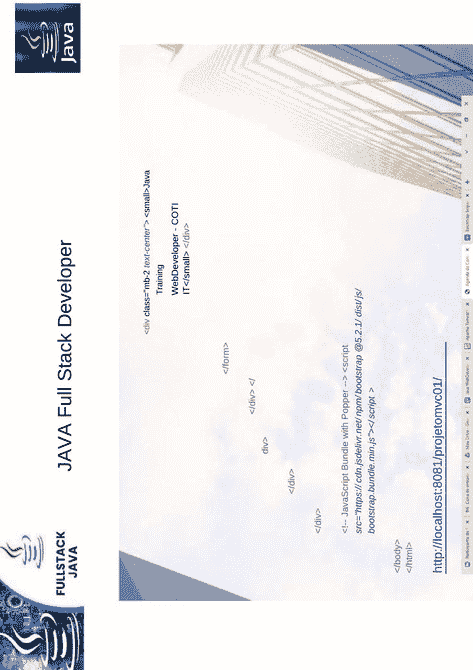 Java
JAVA Full Stack Developer
FULLSTACK
JAVA
<div class="mb-2 text-center"> <small>Java
Training
WebDeveloper - COTI
IT</small> </div>
</form>
</div> </
div>
</div>
</div>
<!-- JavaScript Bundle with Popper --> <script
src="https:// cdn.jsdelivr.net/ npm/ bootstrap @5.2.1/ dist/ js/
bootstrap.bundle.min.js"></ script >
</body>
</html>
http://localhost:8081/projetomvc01/